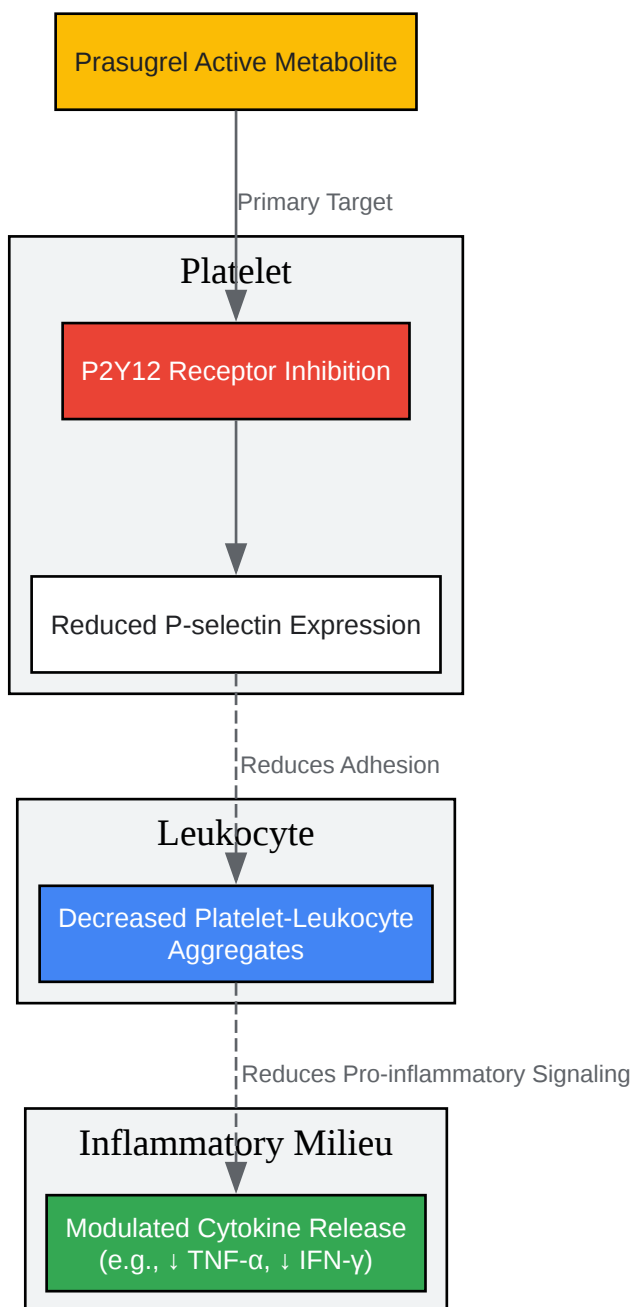 Prasugrel Active Metabolite
Primary Target
Platelet
P2Y12 Receptor Inhibition
Reduced P-selectin Expression
Reduces Adhesion
Leukocyte
Decreased Platelet-Leukocyte
Aggregates
Reduces Pro-inflammatory Signaling
Inflammatory Milieu
Modulated Cytokine Release
(e.g., ↓ TNF-α, ↓ IFN-γ)